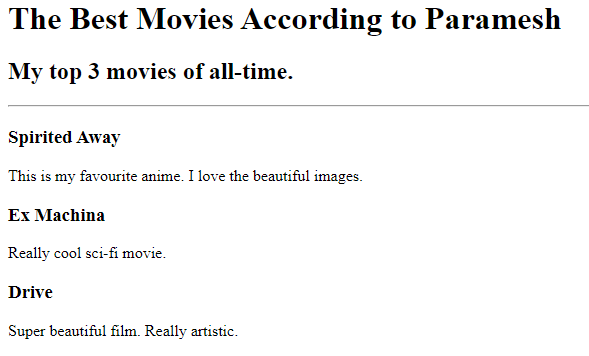 The Best Movies According to Paramesh
My top 3 movies of all-time.
Spirited Away
This is my favourite anime. I love the beautiful images.
Ex Machina
Really cool sci-fi movie.
Drive
Super beautiful film. Really artistic.